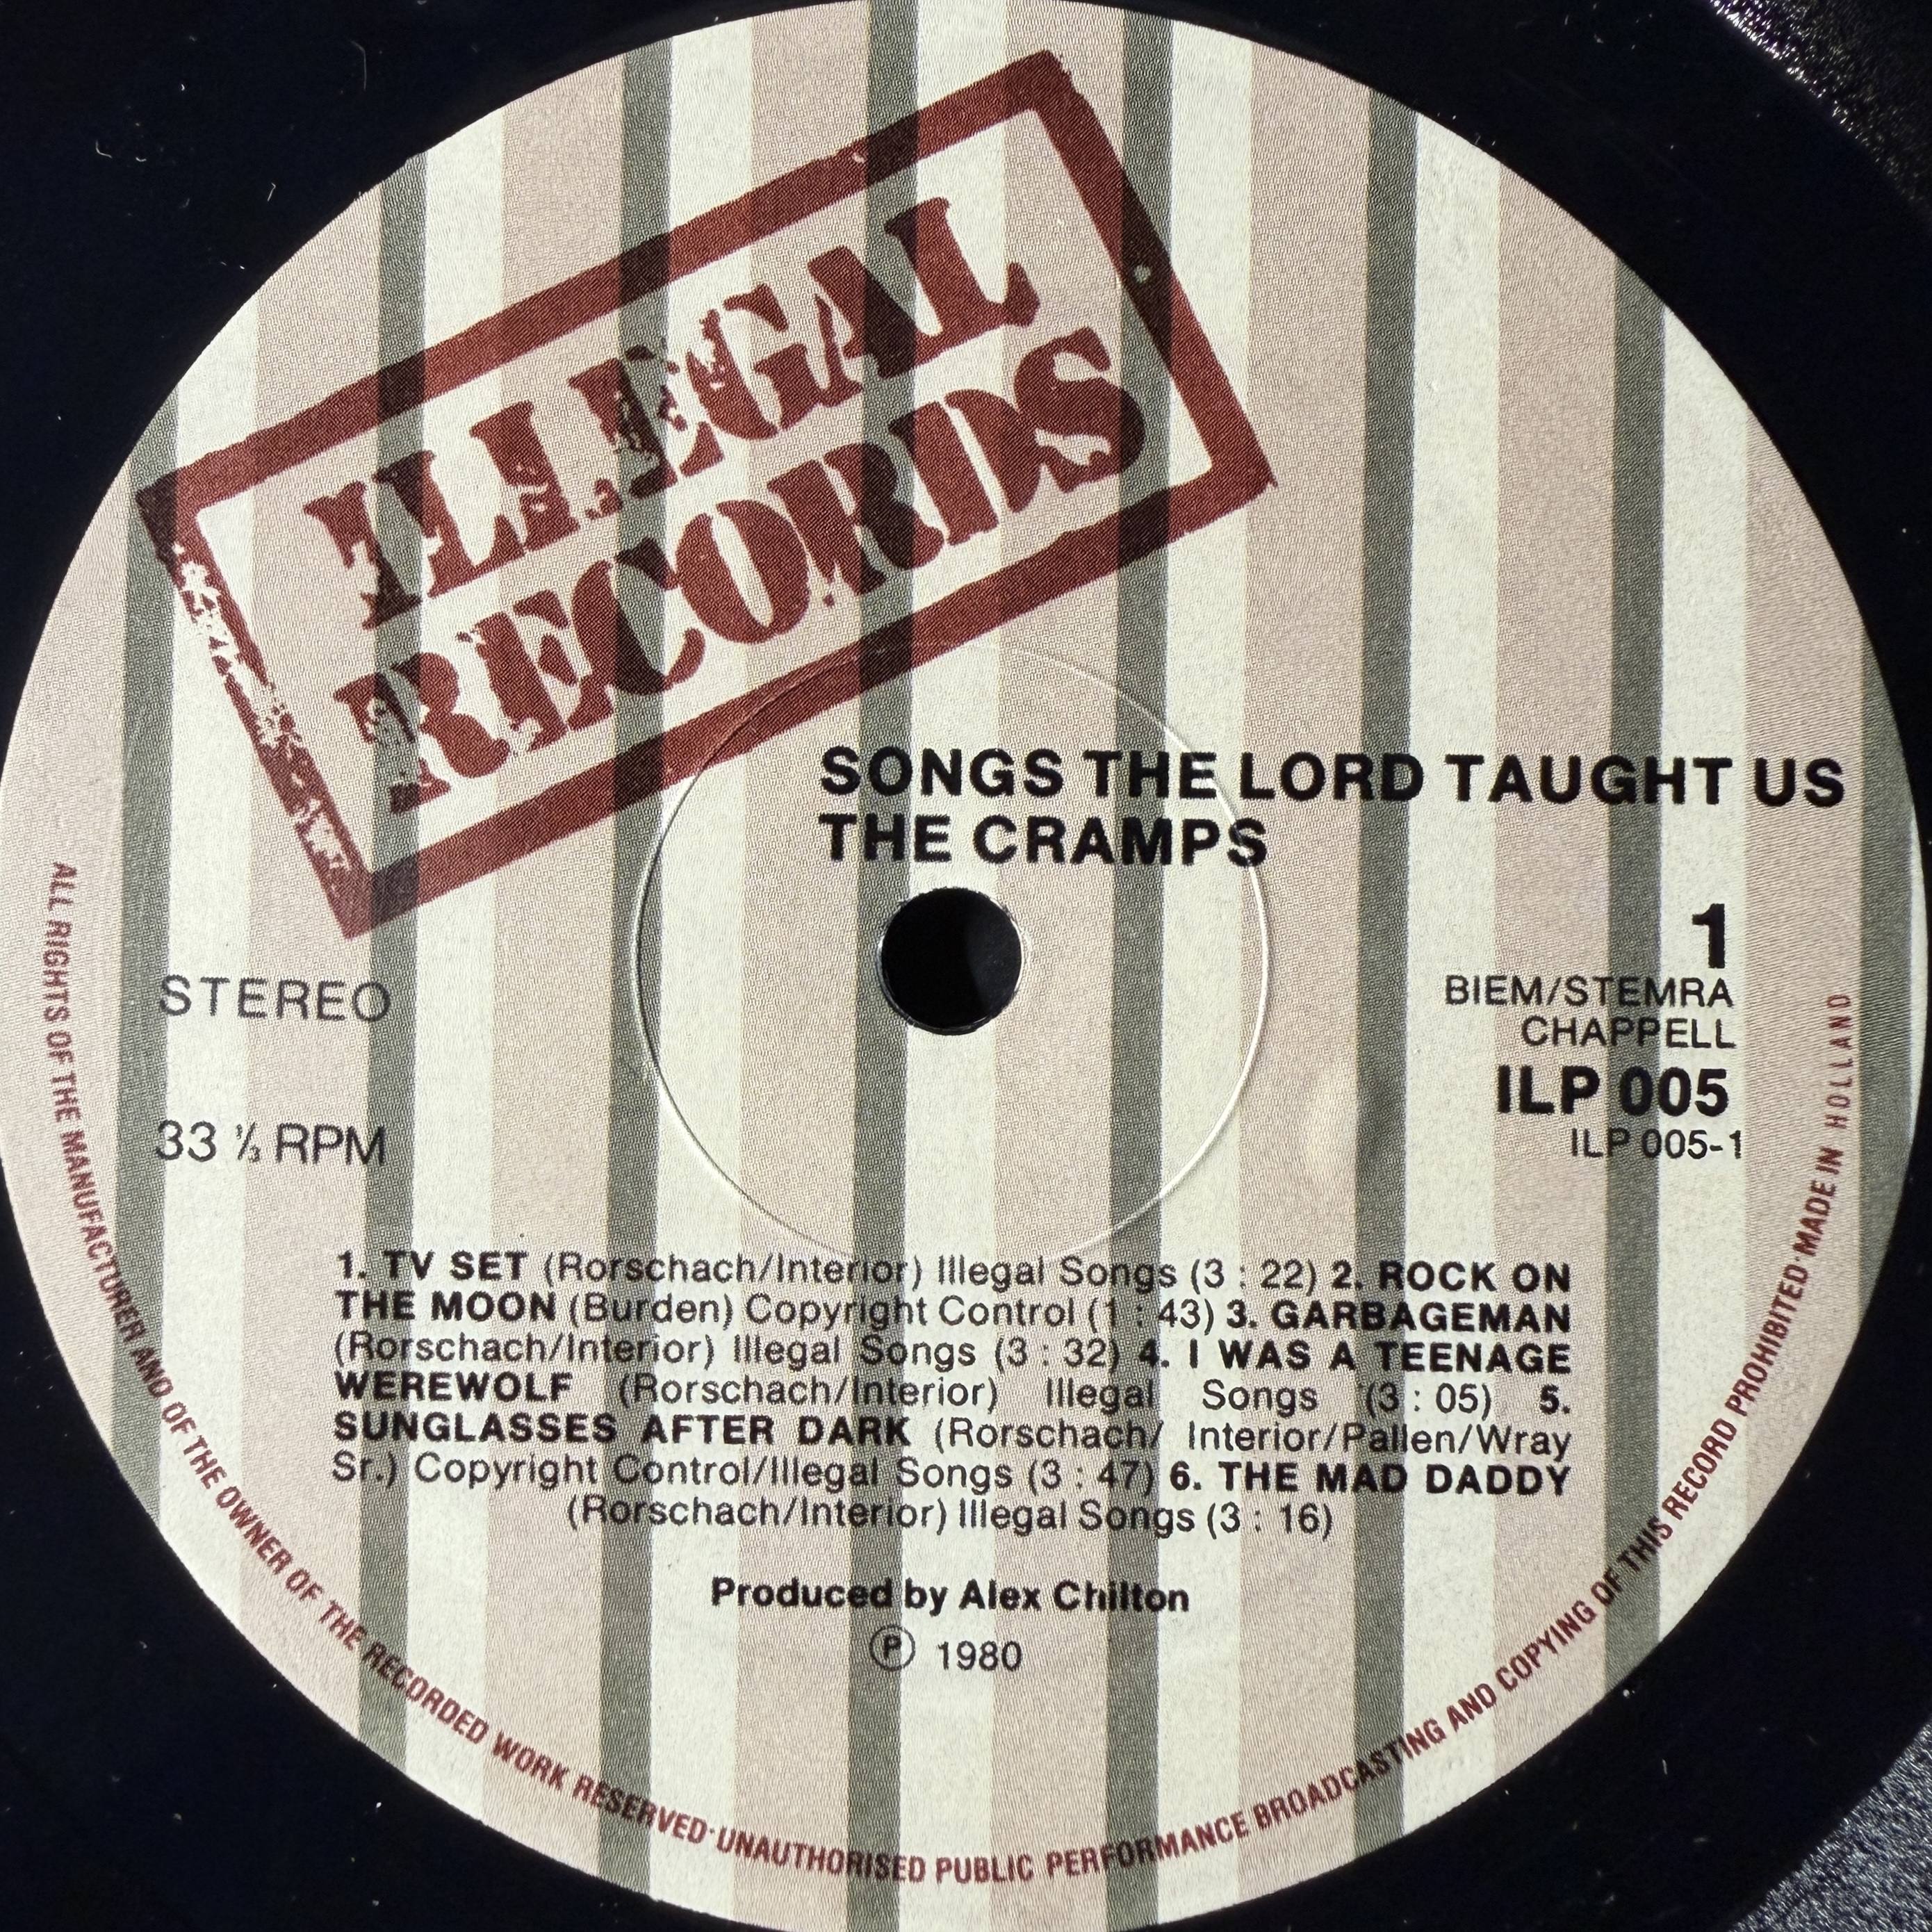 ILLEGAL
RECORDS
SONGS THE LORD TAUGHT US
THE CRAMPS
1
STEREO
BIEM/STEMRA
CHAPPELL
ILP 005
33 ⅓ RPM
ILP 005-1
1. TV SET (Rorschach/Interior) Illegal Songs (3 : 22) 2. ROCK ON
THE MOON (Burden) Copyright Control (1 : 43) 3. GARBAGEMAN
(Rorschach/Interior) Illegal Songs (3 : 32) 4. I WAS A TEENAGE
WEREWOLF (Rorschach/Interior) Illegal Songs (3 : 05) 5.
SUNGLASSES AFTER DARK (Rorschach/ Interior/Pallen/Wray
Sr.) Copyright Control/Illegal Songs (3 : 47) 6. THE MAD DADDY
(Rorschach/Interior) Illegal Songs (3 : 16)
Produced by Alex Chilton
Ⓟ 1980
ALL RIGHTS OF THE MANUFACTURER AND OF THE OWNER OF THE RECORDED WORK RESERVED·UNAUTHORISED PUBLIC PERFORMANCE BROADCASTING AND COPYING OF THIS RECORD PROHIBITED MADE IN HOLLAND